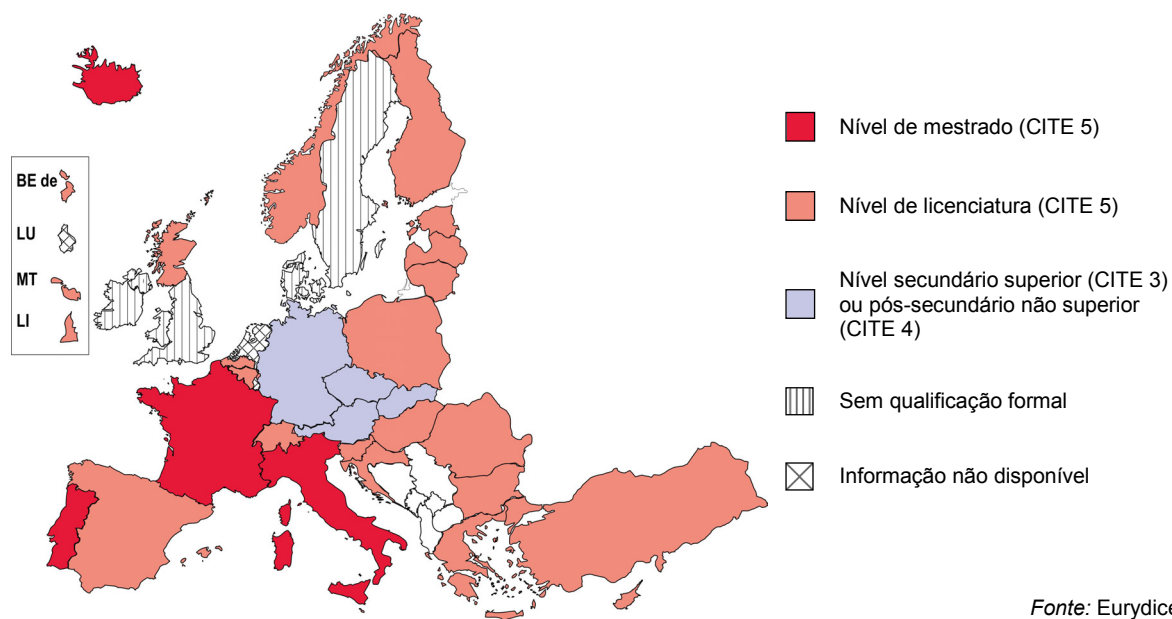 BE de
LU
MT
LI
Nível de mestrado (CITE 5)
Nível de licenciatura (CITE 5)
Nível secundário superior (CITE 3)
ou pós-secundário não superior
(CITE 4)
Sem qualificação formal
Informação não disponível
Fonte: Eurydice